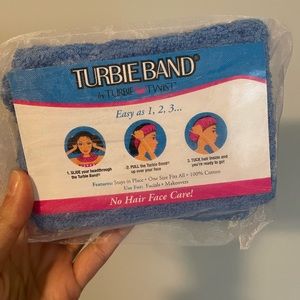 TURBIE BAND®
by TURBIE TWIST
Easy as 1, 2, 3...
1. SLIDE your head through
the Turbie Band®
2. PULL the Turbie Band®
up over your face
3. TUCK hair inside and
you're ready to go!
Features: Stays in Place • One Size Fits All • 100% Cotton
Use For: Facials • Makeovers
No Hair Face Care!